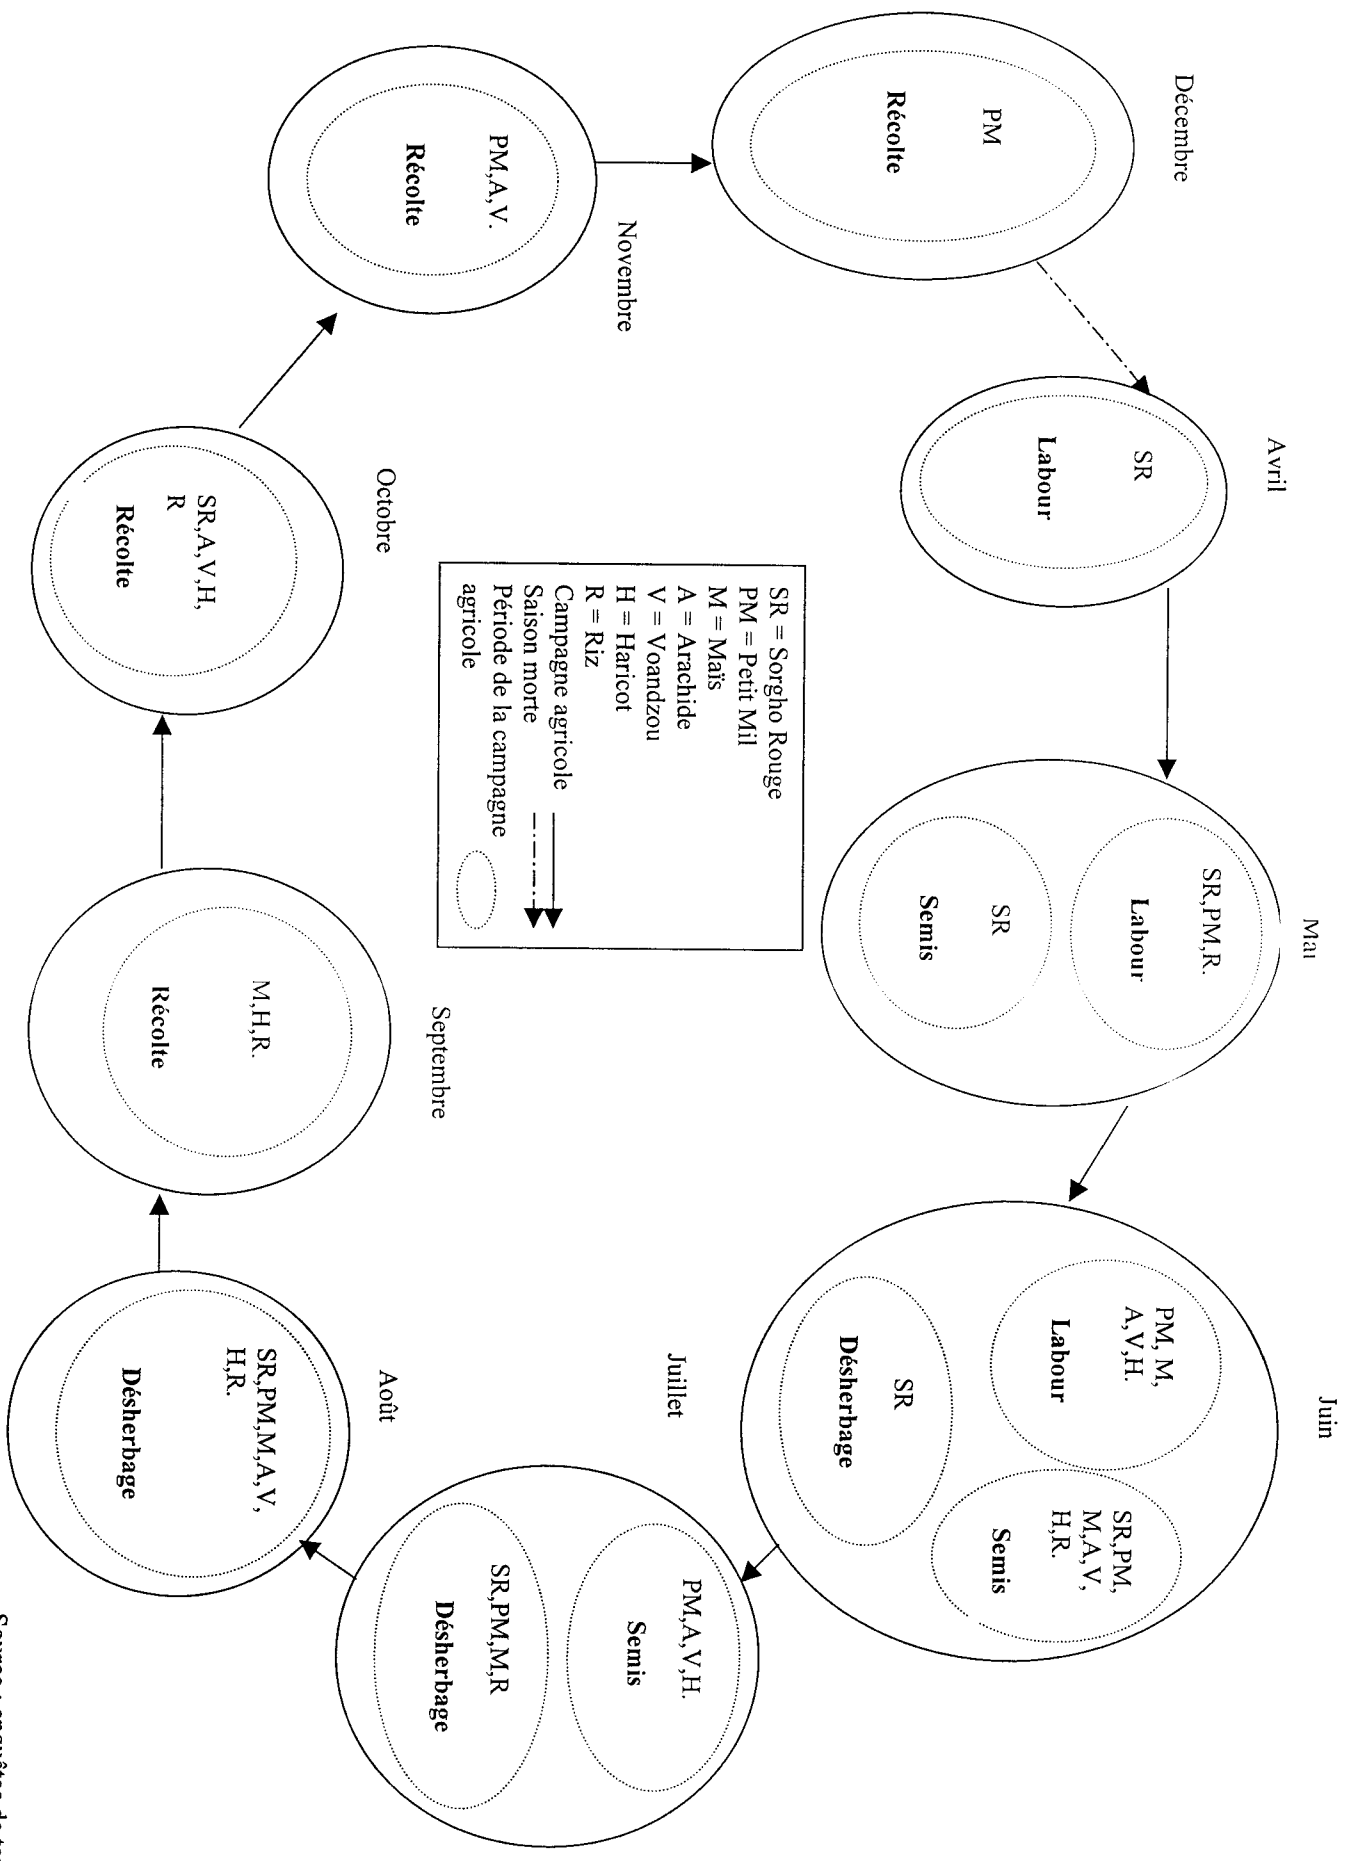 Décembre
PM
Récolte
Avril
SR
Labour
Mai
SR,PM,R.
Labour
SR
Semis
Juin
PM, M,
A,V,H.
Labour
SR,PM,
M,A,V,
H,R.
Semis
SR
Désherbage
Juillet
PM,A,V,H.
Semis
SR,PM,M,R
Désherbage
Août
SR,PM,M,A,V,
H,R.
Désherbage
Septembre
M,H,R.
Récolte
Octobre
SR,A,V,H,
R
Récolte
Novembre
PM,A,V.
Récolte
SR = Sorgho Rouge
PM = Petit Mil
M = Maïs
A = Arachide
V = Voandzou
H = Haricot
R = Riz
Campagne agricole
Saison morte
Période de la campagne
agricole